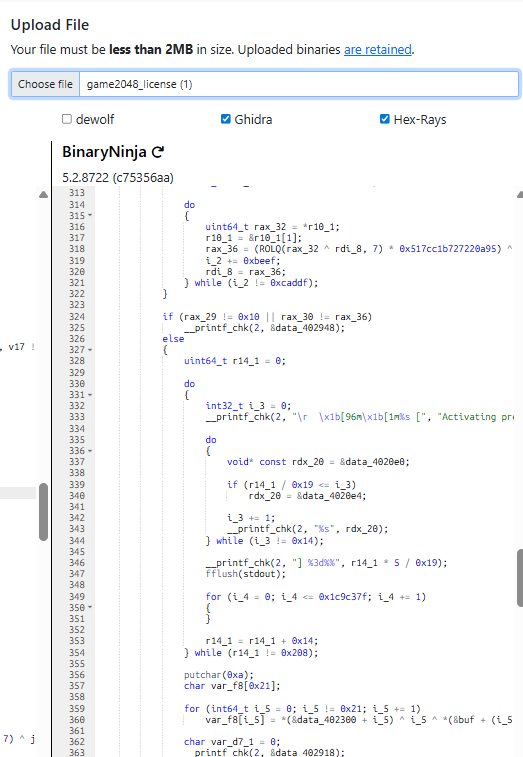 Upload File
Your file must be less than 2MB in size. Uploaded binaries are retained.
Choose file game2048_license (1)
dewolf Ghidra Hex-Rays
BinaryNinja
5.2.8722 (c75356aa)
313
314 do
315 {
316 uint64_t rax_32 = *r10_1;
317 r10_1 = &r10_1[1];
318 rax_36 = (ROLQ(rax_32 ^ rdi_8, 7) * 0x517cc1b727220a95) ^
319 i_2 += 0xbeef;
320 rdi_8 = rax_36;
321 } while (i_2 != 0xcaddf);
322 }
323
324 if (rax_29 != 0x10 || rax_30 != rax_36)
325 __printf_chk(2, &data_402948);
326 else
327 {
328 uint64_t r14_1 = 0;
329
330 do
331 {
332 int32_t i_3 = 0;
333 __printf_chk(2, "\r  \x1b[96m\x1b[1m%s [", "Activating pre
334
335 do
336 {
337 void* const rdx_20 = &data_4020e0;
338
339 if (r14_1 / 0x19 <= i_3)
340 rdx_20 = &data_4020e4;
341
342 i_3 += 1;
343 __printf_chk(2, "%s", rdx_20);
344 } while (i_3 != 0x14);
345
346 __printf_chk(2, "] %3d%%", r14_1 * 5 / 0x19);
347 fflush(stdout);
348
349 for (i_4 = 0; i_4 <= 0x1c9c37f; i_4 += 1)
350 {
351 }
352
353 r14_1 = r14_1 + 0x14;
354 } while (r14_1 != 0x208);
355
356 putchar(0xa);
357 char var_f8[0x21];
358
359 for (int64_t i_5 = 0; i_5 != 0x21; i_5 += 1)
360 var_f8[i_5] = *(&data_402300 + i_5) ^ i_5 ^ *(&buf + (i_5
361
362 char var_d7_1 = 0;
363 __printf_chk(2, &data_402918);
, v17 !
7) ^ j